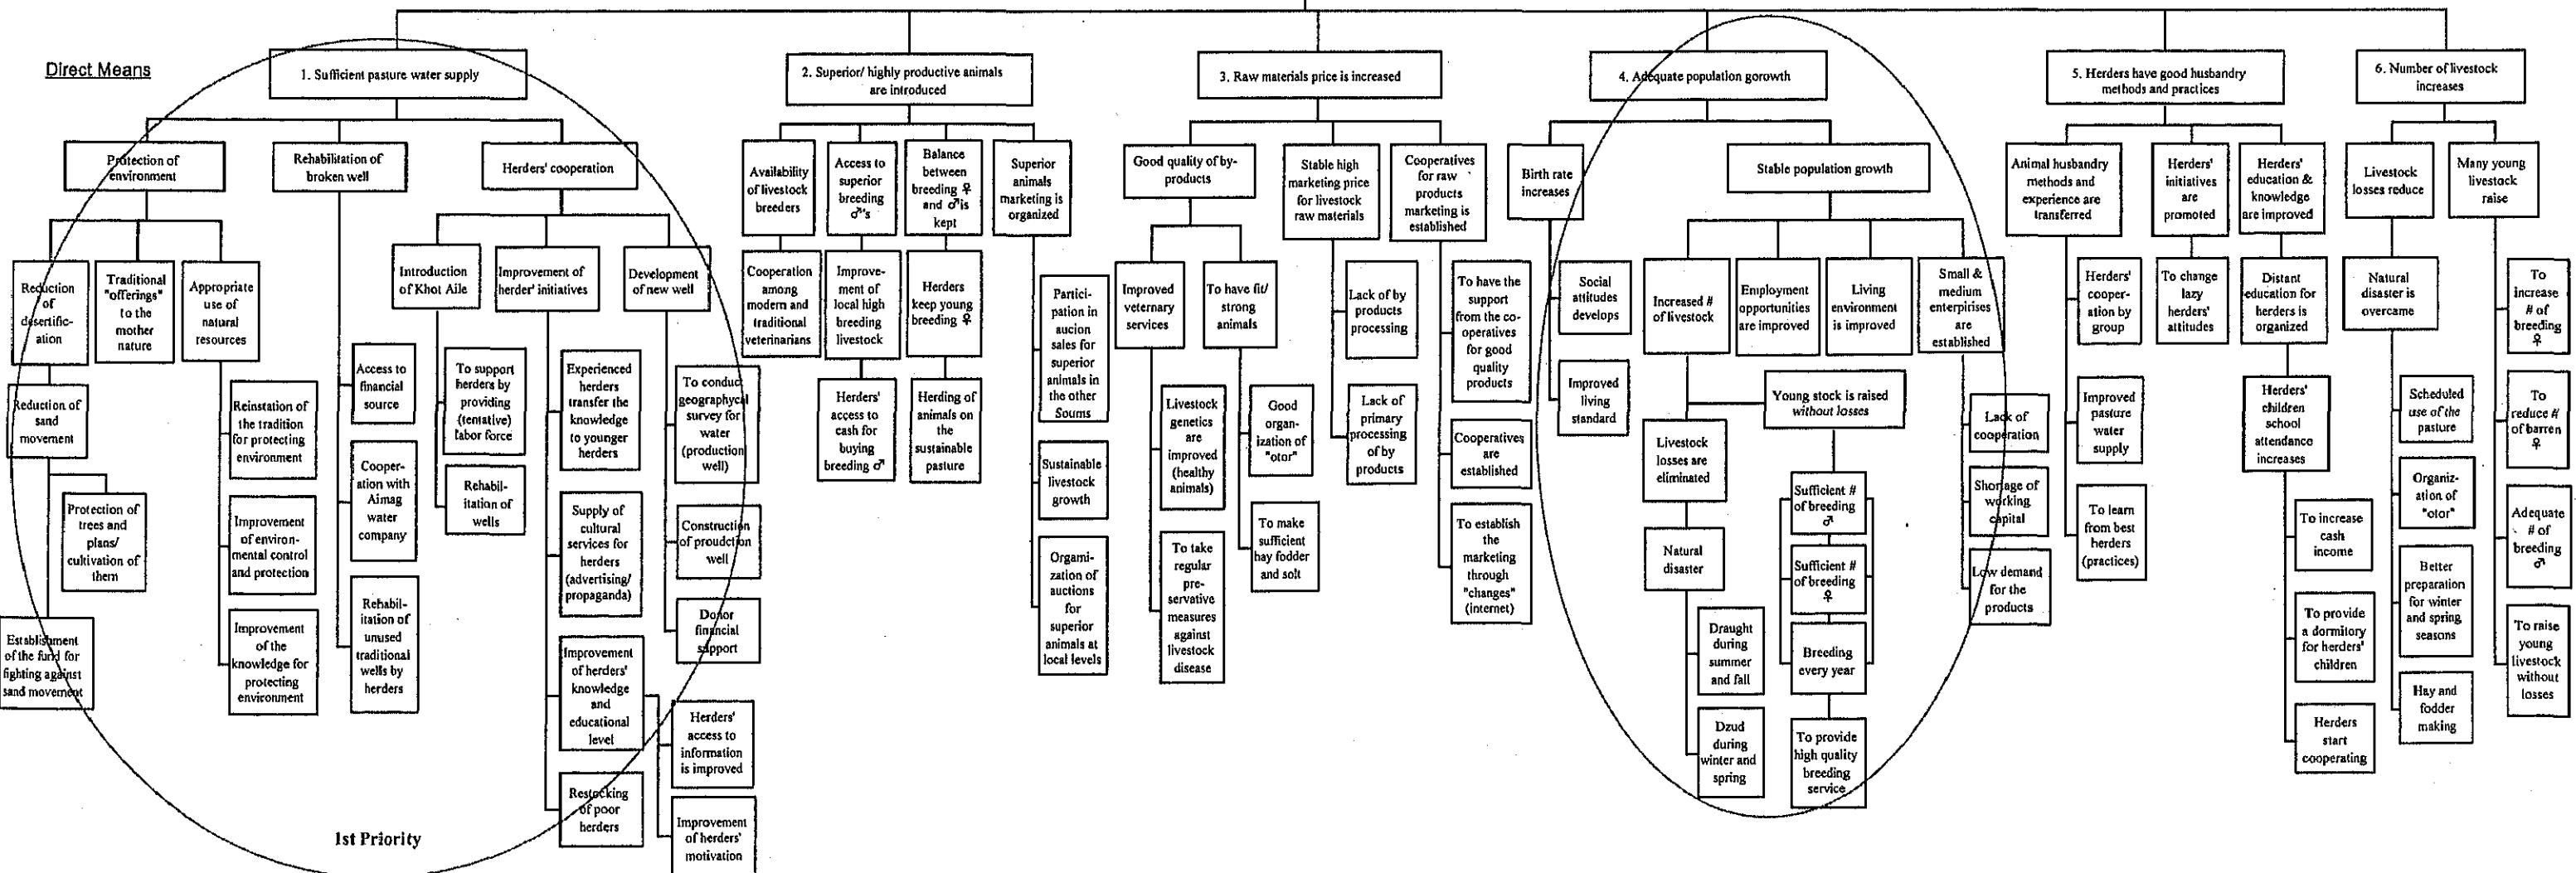 Direct Means
1. Sufficient pasture water supply
2. Superior/ highly productive animals
are introduced
3. Raw materials price is increased
4. Adequate population gorowth
5. Herders have good husbandry
methods and practices
6. Number of livestock
increases
Protection of
environment
Rehabilitation of
broken well
Herders' cooperation
Availability
of livestock
breeders
Access to
superior
breeding
♂'s
Balance
between
breeding ♀
and ♂is
kept
Superior
animals
marketing is
organized
Good quality of by-
products
Stable high
marketing price
for livestock
raw materials
Cooperatives
for raw
products
marketing is
established
Birth rate
increases
Stable population growth
Animal husbandry
methods and
experience are
transferred
Herders'
initiatives
are
promoted
Herders'
education &
knowledge
are improved
Livestock
losses reduce
Many young
livestock
raise
Reduction
of
desertific-
ation
Traditional
"offerings"
to the
mother
nature
Appropriate
use of
natural
resources
Introduction
of Khot Aile
Improvement of
herder' initiatives
Development
of new well
Cooperation
among
modern and
traditional
veterinarians
Improve-
ment of
local high
breeding
livestock
Herders
keep young
breeding ♀
Partici-
pation in
aucion
sales for
superior
animals in
the other
Soums
Improved
veternary
services
To have fit/
strong
animals
Lack of by
products
processing
To have the
support
from the co-
operatives
for good
quality
products
Social
attitudes
develops
Increased #
of livestock
Employment
opportunities
are improved
Living
environment
is improved
Small &
medium
enterpirises
are
established
Herders'
cooper-
ation by
group
To change
lazy
herders'
attitudes
Distant
education for
herders is
organized
Natural
disaster is
overcame
To
increase
# of
breeding
♀
Reduction of
sand
movement
Reinstation of
the tradition
for protecting
environment
Access to
financial
source
To support
herders by
providing
(tentative)
labor force
Experienced
herders
transfer the
knowledge
to younger
herders
To conduct
geographycal
survey for
water
(production
well)
Herders'
access to
cash for
buying
breeding ♂
Herding of
animals on
the
sustainable
pasture
Livestock
genetics
are
improved
(healthy
animals)
Good
organ-
ization of
"otor"
Lack of
primary
processing
of by
products
Cooperatives
are
established
Improved
living
standard
Young stock is raised
without losses
Livestock
losses are
eliminated
Lack of
cooperation
Improved
pasture
water
supply
Herders'
children
school
attendance
increases
Scheduled
use of the
pasture
To
reduce #
of barren
♀
Protection of
trees and
plans/
cultivation of
them
Improvement
of environ-
mental control
and protection
Cooper-
ation with
Aimag
water
company
Rehabil-
itation of
wells
Supply of
cultural
services for
herders
(advertising/
propaganda)
Construction
of proudction
well
Sustainable
livestock
growth
To take
regular
pre-
servative
measures
against
livestock
disease
To make
sufficient
hay fodder
and solt
To establish
the
marketing
through
"changes"
(internet)
Natural
disaster
Sufficient #
of breeding
♂
Sufficient #
of breeding
♀
Shortage of
working
capital
To learn
from best
herders
(practices)
To increase
cash
income
Organiz-
ation of
"otor"
Adequate
# of
breeding
♂
Establishment
of the fund for
fighting against
sand movement
Improvement
of the
knowledge for
protecting
environment
Rehabil-
itation of
unused
traditional
wells by
herders
Improvement
of herders'
knowledge
and
educational
level
Donor
financial
support
Organi-
zation of
auctions for
superior
animals at
local levels
Draught
during
summer
and fall
Breeding
every year
Low demand
for the
products
To provide
a dormitory
for herders'
children
Better
preparation
for winter
and spring
seasons
To raise
young
livestock
without
losses
Herders'
access to
information
is improved
Dzud
during
winter and
spring
To provide
high quality
breeding
service
Herders
start
cooperating
Hay and
fodder
making
Restocking
of poor
herders
Improvement
of herders'
motivation
1st Priority